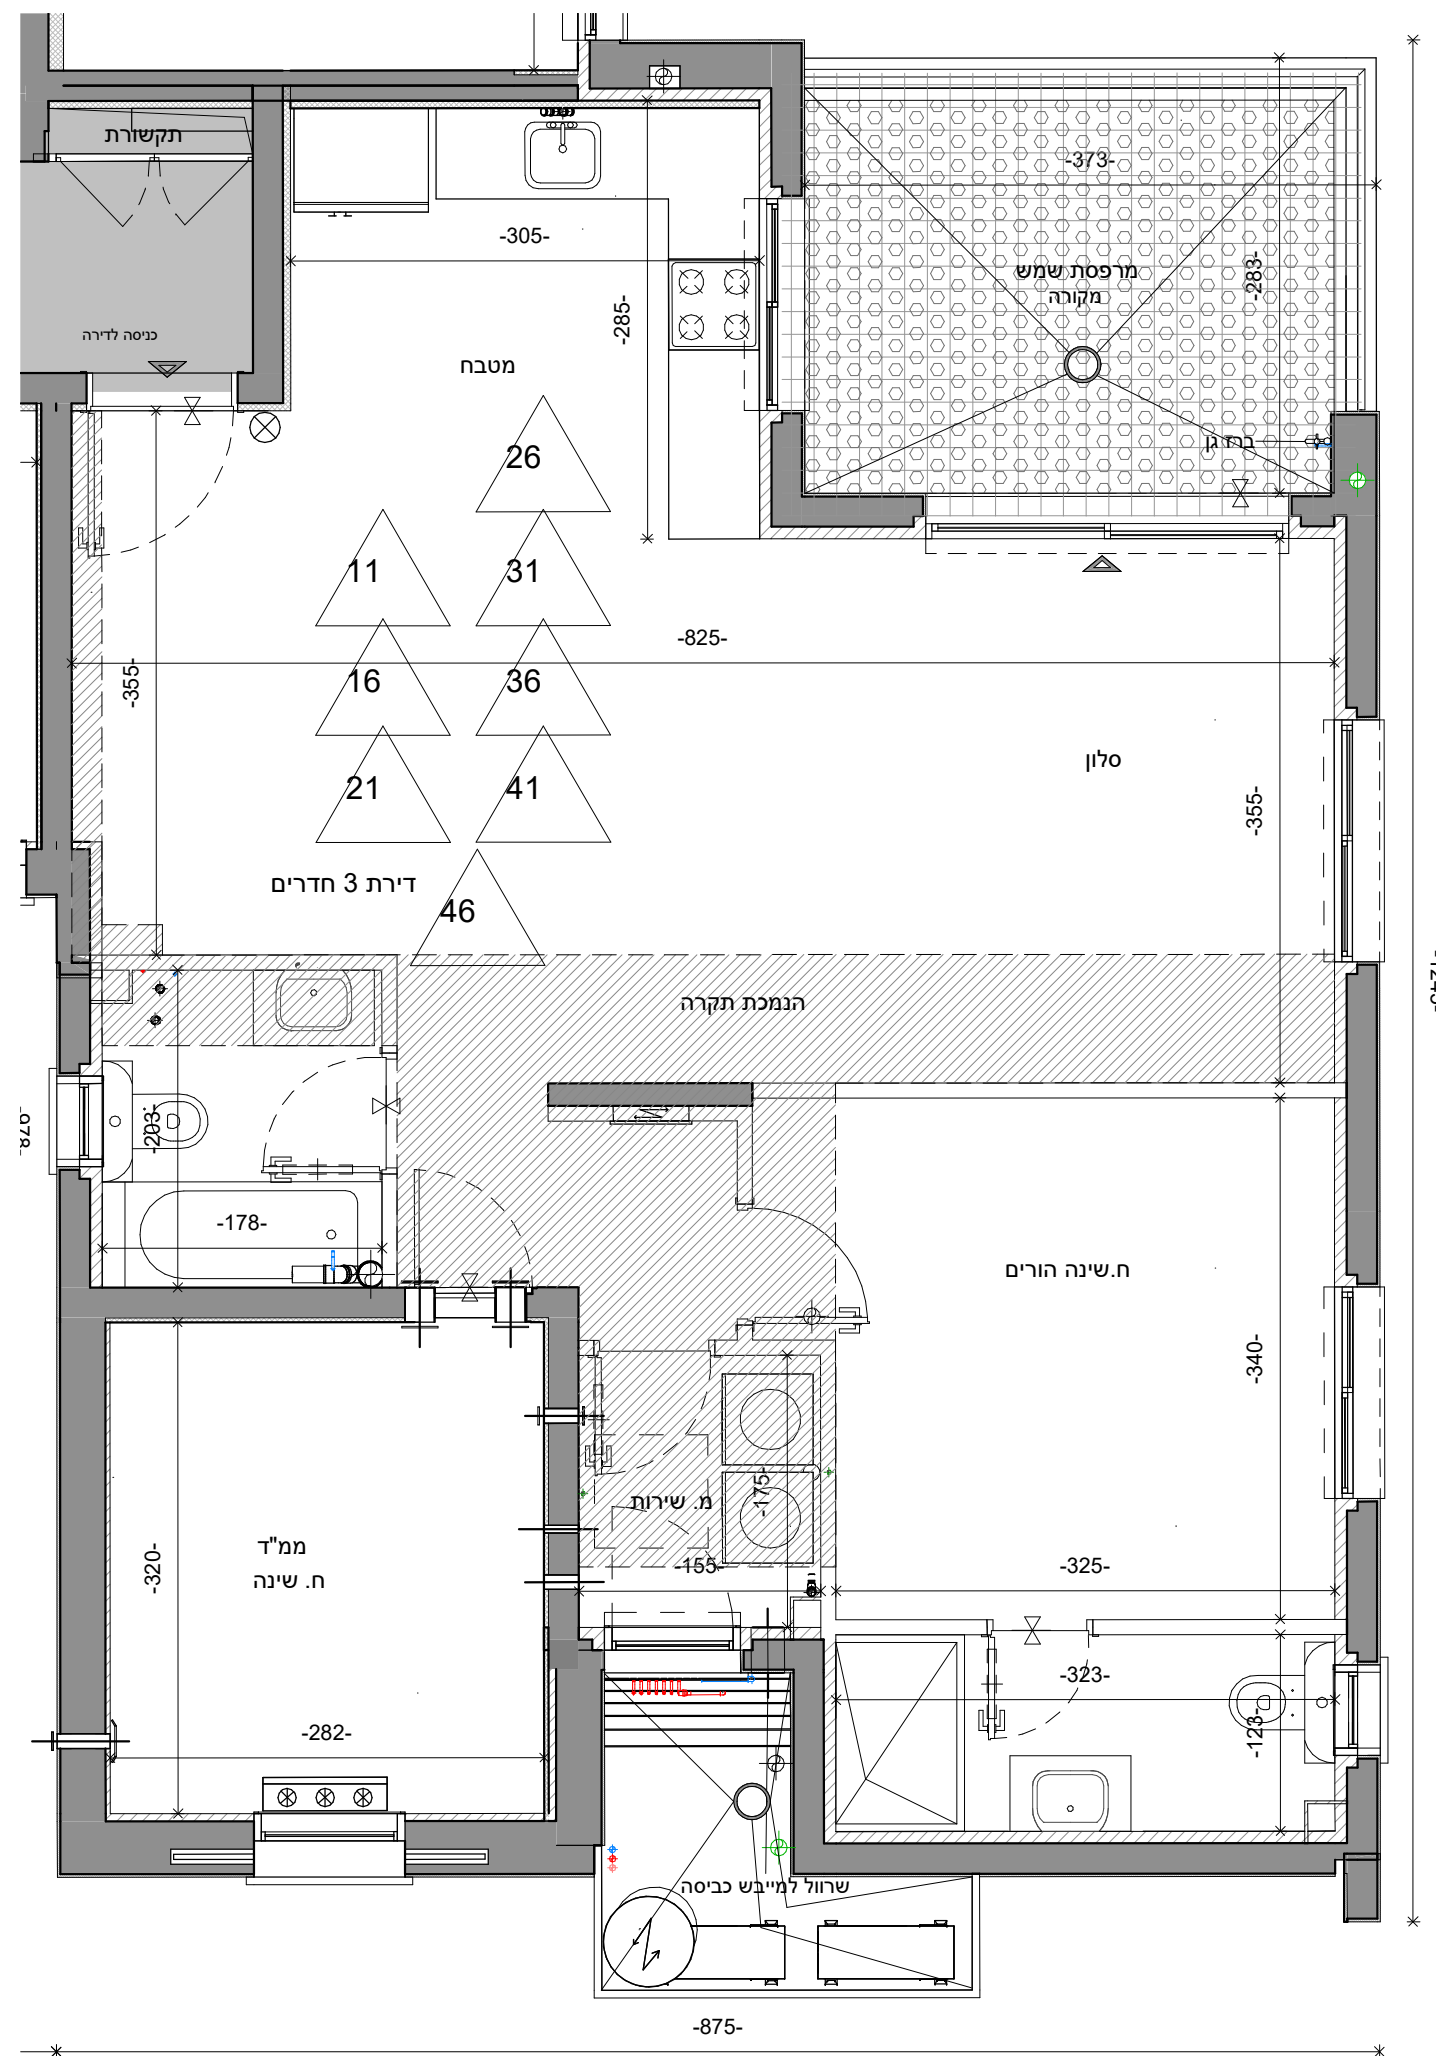 תקשורת
-373-
-305-
מרפסת שמש
מקורה
-283-
-285-
כניסה לדירה
מטבח
ברז גן
26
11
31
-825-
-355-
16
36
סלון
21
41
-355-
דירת 3 חדרים
46
הנמכת תקרה
-203-
-178-
ח.שינה הורים
-340-
מ. שירות
-175-
ממ"ד
ח. שינה
-320-
-155-
-325-
-323-
-123-
-282-
שרוול למייבש כביסה
-875-